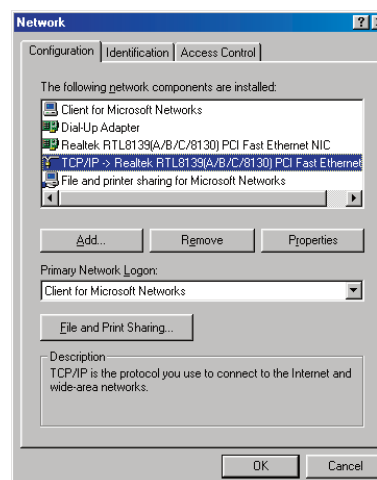 Network
Configuration Identification Access Control
The following network components are installed:
Client for Microsoft Networks
Dial-Up Adapter
Realtek RTL8139(A/B/C/8130) PCI Fast Ethernet NIC
TCP/IP -> Realtek RTL8139(A/B/C/8130) PCI Fast Ethernet
File and printer sharing for Microsoft Networks
Add... Remove Properties
Primary Network Logon:
Client for Microsoft Networks
File and Print Sharing...
Description
TCP/IP is the protocol you use to connect to the Internet and
wide-area networks.
OK Cancel